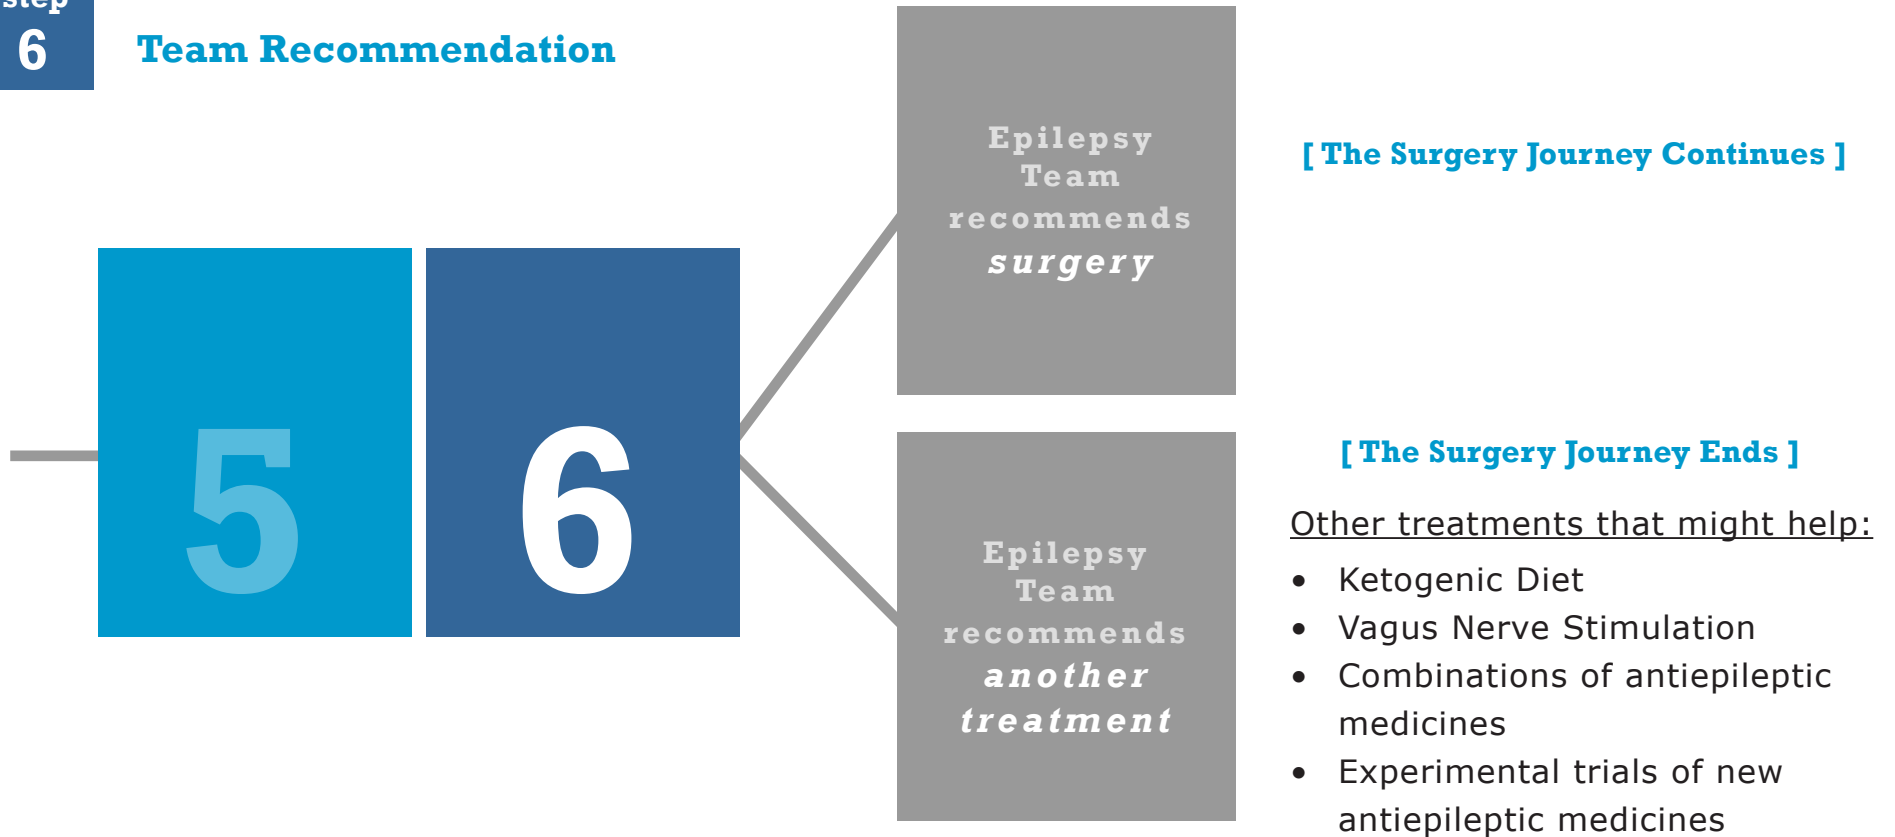 step
6
Team Recommendation
5
6
Epilepsy
Team
recommends
surgery
[ The Surgery Journey Continues ]
Epilepsy
Team
recommends
another
treatment
[ The Surgery Journey Ends ]
Other treatments that might help:
• Ketogenic Diet
• Vagus Nerve Stimulation
• Combinations of antiepileptic
medicines
• Experimental trials of new
antiepileptic medicines